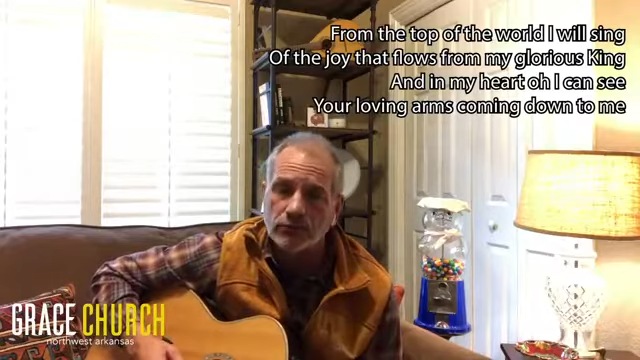 From the top of the world I will sing
Of the joy that flows from my glorious King
And in my heart oh I can see
Your loving arms coming down to me
GRACE CHURCH
northwest arkansas